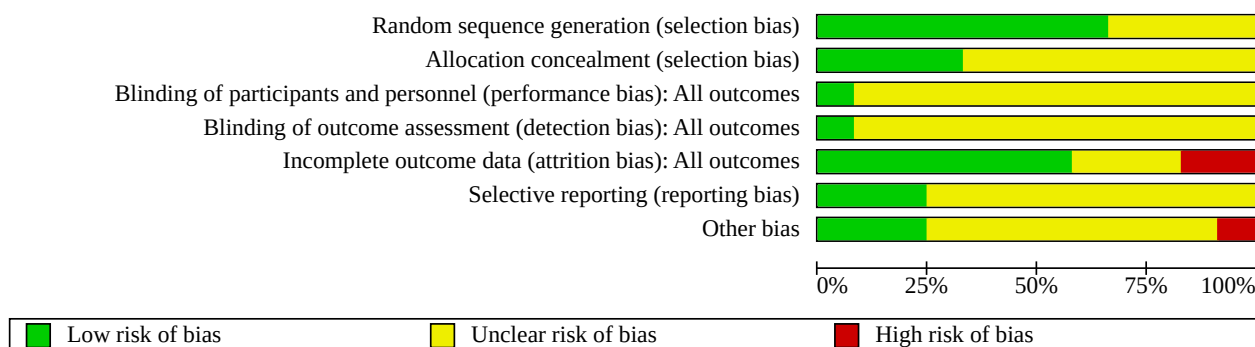 Random sequence generation (selection bias)
Allocation concealment (selection bias)
Blinding of participants and personnel (performance bias): All outcomes
Blinding of outcome assessment (detection bias): All outcomes
Incomplete outcome data (attrition bias): All outcomes
Selective reporting (reporting bias)
Other bias
0% 25% 50% 75% 100%
Low risk of bias Unclear risk of bias High risk of bias